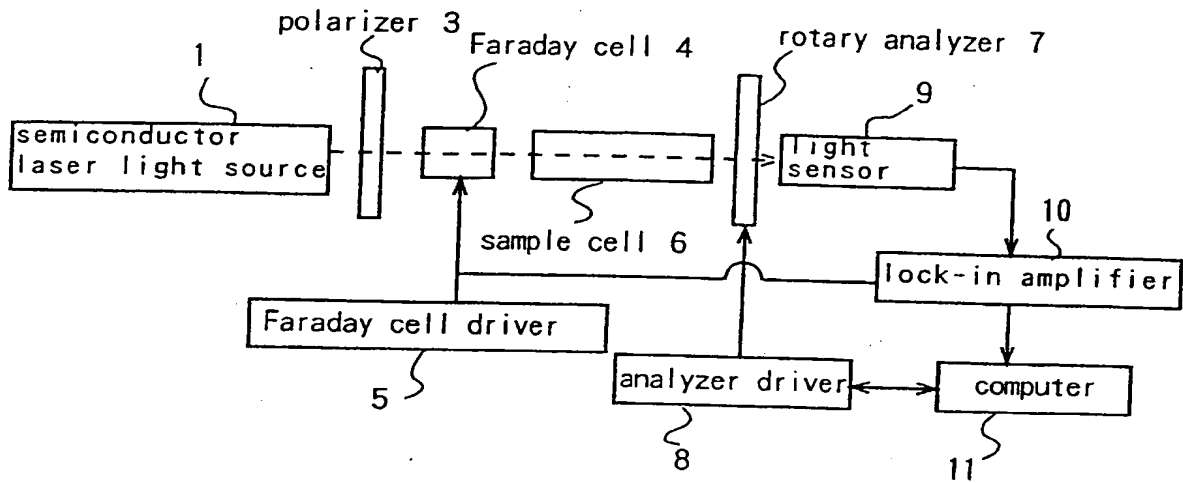 polarizer 3
Faraday cell 4
rotary analyzer 7
1
9
semiconductor
laser light source
light
sensor
10
sample cell 6
lock-in amplifier
Faraday cell driver
5
analyzer driver
computer
8
11